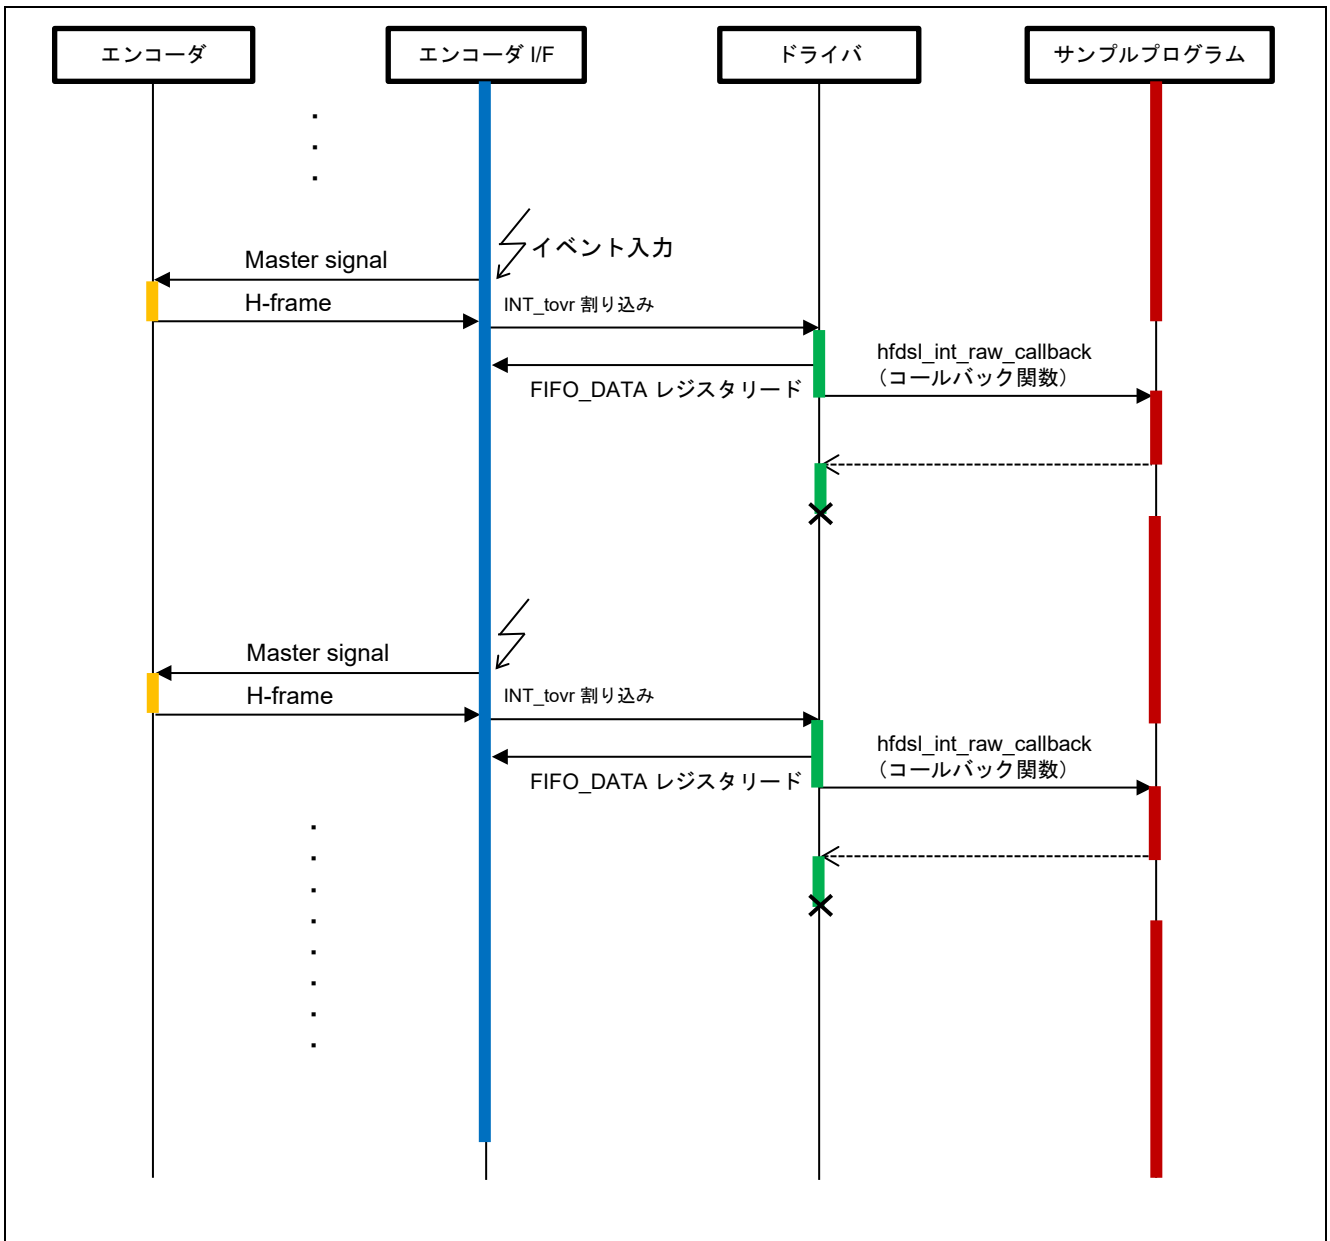 エンコーダ
エンコーダ I/F
ドライバ
サンプルプログラム
イベント入力
Master signal
H-frame
INT_tovr 割り込み
hfdsl_int_raw_callback
（コールバック関数）
FIFO_DATA レジスタリード
Master signal
H-frame
INT_tovr 割り込み
hfdsl_int_raw_callback
（コールバック関数）
FIFO_DATA レジスタリード